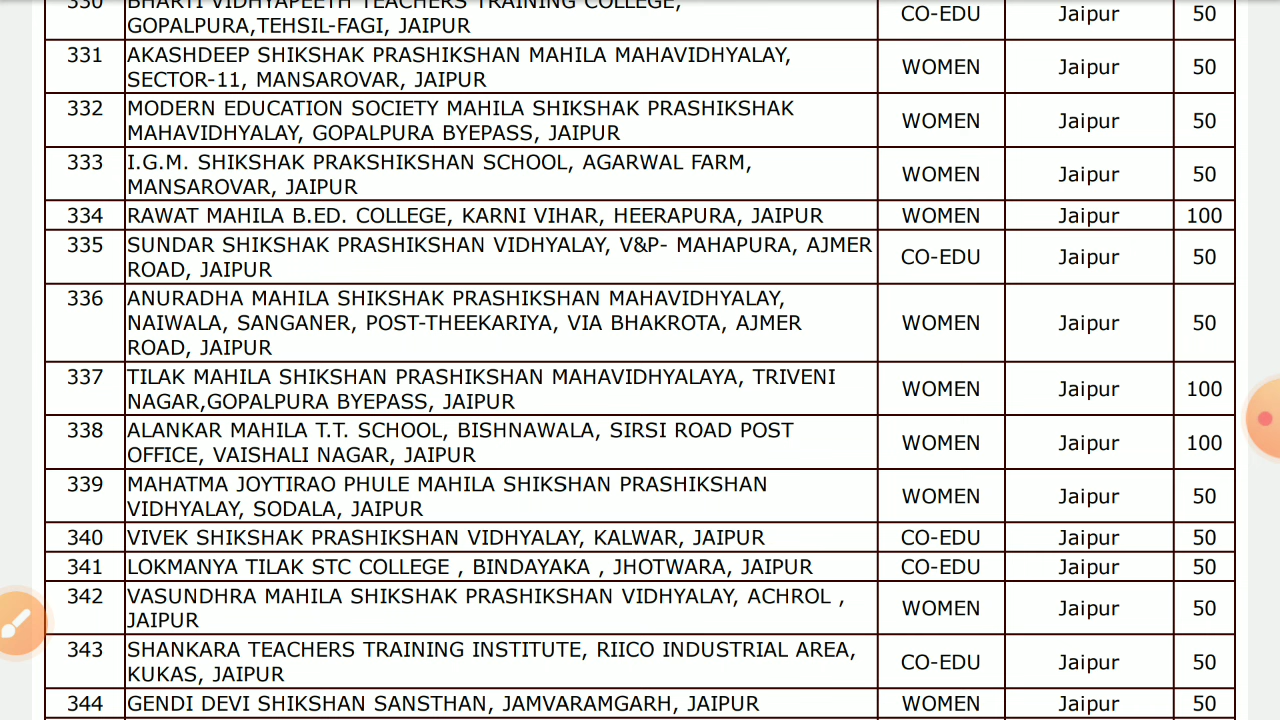 330 BHARTI VIDHYAPEETH TEACHERS TRAINING COLLEGE,
GOPALPURA,TEHSIL-FAGI, JAIPUR CO-EDU Jaipur 50
331 AKASHDEEP SHIKSHAK PRASHIKSHAN MAHILA MAHAVIDHYALAY,
SECTOR-11, MANSAROVAR, JAIPUR WOMEN Jaipur 50
332 MODERN EDUCATION SOCIETY MAHILA SHIKSHAK PRASHIKSHAK
MAHAVIDHYALAY, GOPALPURA BYEPASS, JAIPUR WOMEN Jaipur 50
333 I.G.M. SHIKSHAK PRAKSHIKSHAN SCHOOL, AGARWAL FARM,
MANSAROVAR, JAIPUR WOMEN Jaipur 50
334 RAWAT MAHILA B.ED. COLLEGE, KARNI VIHAR, HEERAPURA, JAIPUR WOMEN Jaipur 100
335 SUNDAR SHIKSHAK PRASHIKSHAN VIDHYALAY, V&P- MAHAPURA, AJMER
ROAD, JAIPUR CO-EDU Jaipur 50
336 ANURADHA MAHILA SHIKSHAK PRASHIKSHAN MAHAVIDHYALAY,
NAIWALA, SANGANER, POST-THEEKARIYA, VIA BHAKROTA, AJMER WOMEN Jaipur 50
ROAD, JAIPUR
337 TILAK MAHILA SHIKSHAN PRASHIKSHAN MAHAVIDHYALAYA, TRIVENI
NAGAR,GOPALPURA BYEPASS, JAIPUR WOMEN Jaipur 100
338 ALANKAR MAHILA T.T. SCHOOL, BISHNAWALA, SIRSI ROAD POST
OFFICE, VAISHALI NAGAR, JAIPUR WOMEN Jaipur 100
339 MAHATMA JOYTIRAO PHULE MAHILA SHIKSHAN PRASHIKSHAN
VIDHYALAY, SODALA, JAIPUR WOMEN Jaipur 50
340 VIVEK SHIKSHAK PRASHIKSHAN VIDHYALAY, KALWAR, JAIPUR CO-EDU Jaipur 50
341 LOKMANYA TILAK STC COLLEGE , BINDAYAKA , JHOTWARA, JAIPUR CO-EDU Jaipur 50
342 VASUNDHRA MAHILA SHIKSHAK PRASHIKSHAN VIDHYALAY, ACHROL ,
JAIPUR WOMEN Jaipur 50
343 SHANKARA TEACHERS TRAINING INSTITUTE, RIICO INDUSTRIAL AREA,
KUKAS, JAIPUR CO-EDU Jaipur 50
344 GENDI DEVI SHIKSHAN SANSTHAN, JAMVARAMGARH, JAIPUR WOMEN Jaipur 50